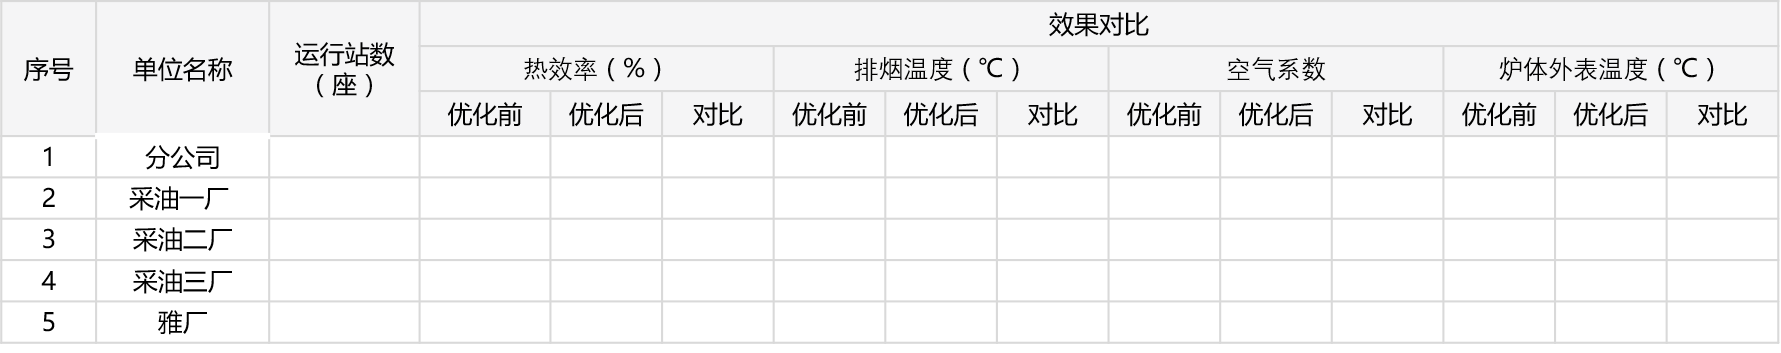 效果对比
序号 单位名称 运行站数（座） 热效率（%） 排烟温度（℃） 空气系数 炉体外表温度（℃）
优化前 优化后 对比 优化前 优化后 对比 优化前 优化后 对比 优化前 优化后 对比
1 分公司
2 采油一厂
3 采油二厂
4 采油三厂
5 雅厂